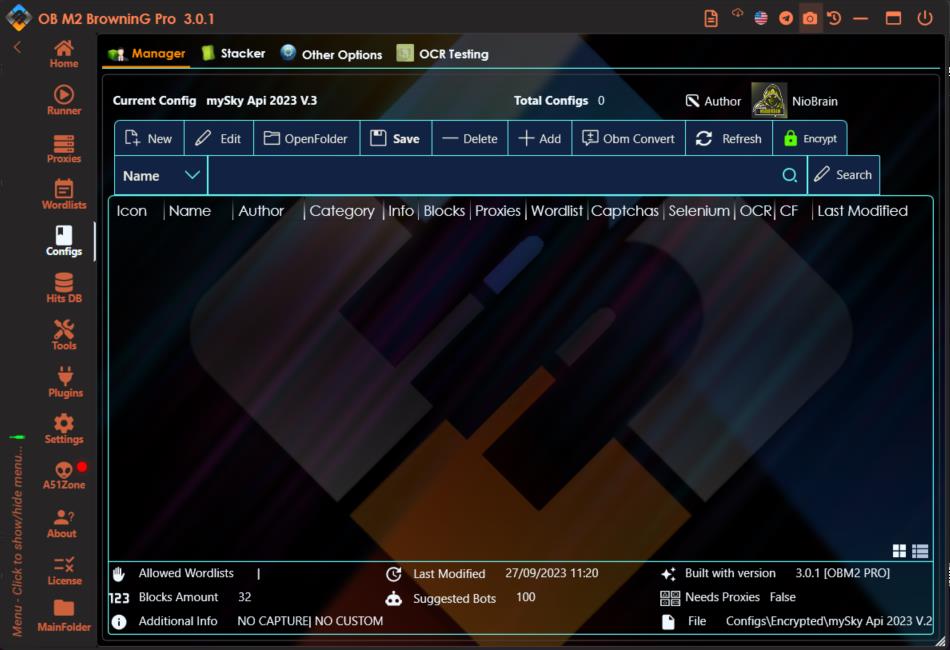 OB M2 BrowninG Pro 3.0.1
Home
Runner
Proxies
Wordlists
Configs
Hits DB
Tools
Plugins
Settings
A51Zone
About
License
MainFolder
Menu - Click to show/hide menu...
Manager Stacker Other Options OCR Testing
Current Config mySky Api 2023 V.3 Total Configs 0 Author NioBrain
New Edit OpenFolder Save Delete Add Obm Convert Refresh Encrypt
Name Search
Icon Name Author Category Info Blocks Proxies Wordlist Captchas Selenium OCR CF Last Modified
Allowed Wordlists | Last Modified 27/09/2023 11:20 Built with version 3.0.1 [OBM2 PRO]
123 Blocks Amount 32 Suggested Bots 100 Needs Proxies False
Additional Info NO CAPTURE| NO CUSTOM File Configs\Encrypted\mySky Api 2023 V.2